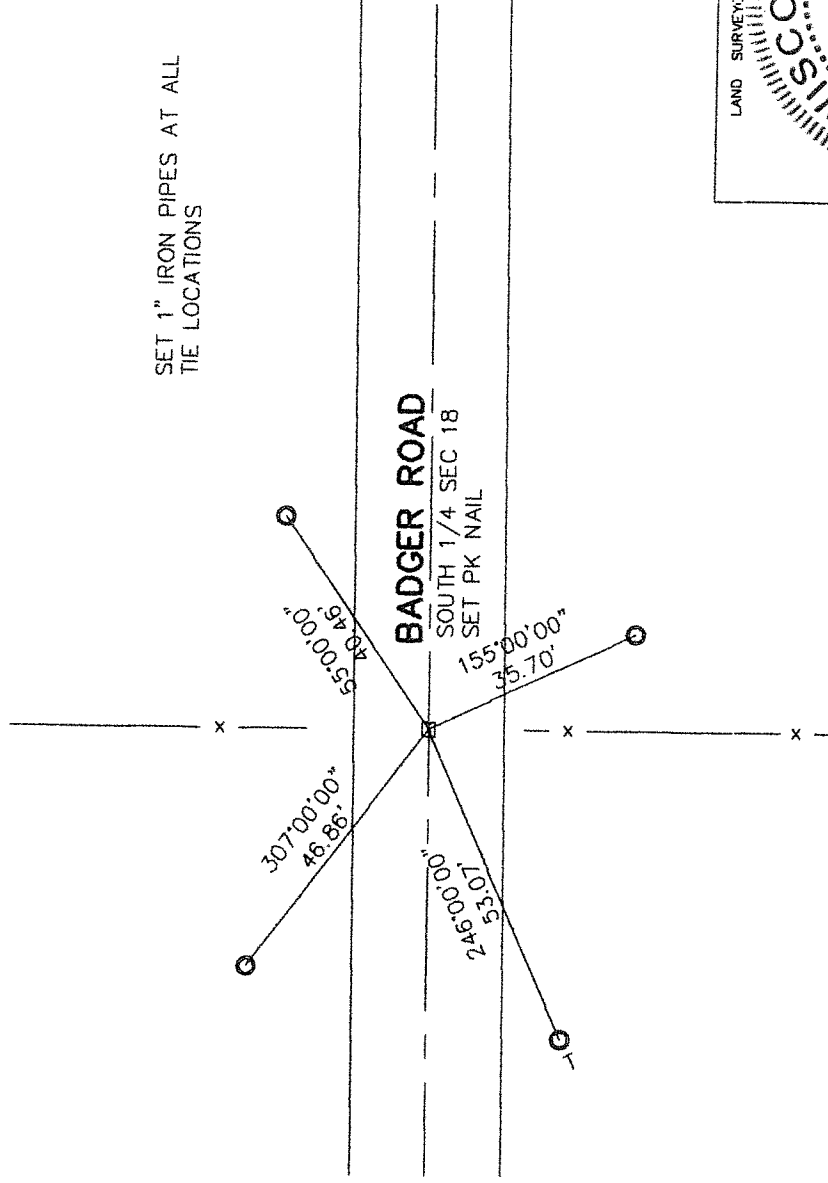 SET 1" IRON PIPES AT ALL
TIE LOCATIONS
LAND SURVEY
ISCO
BADGER ROAD
SOUTH 1/4 SEC 18
SET PK NAIL
55°00'00"
40.46'
155°00'00"
35.70'
307°00'00"
46.86'
246°00'00"
53.07'
X
X
X
T